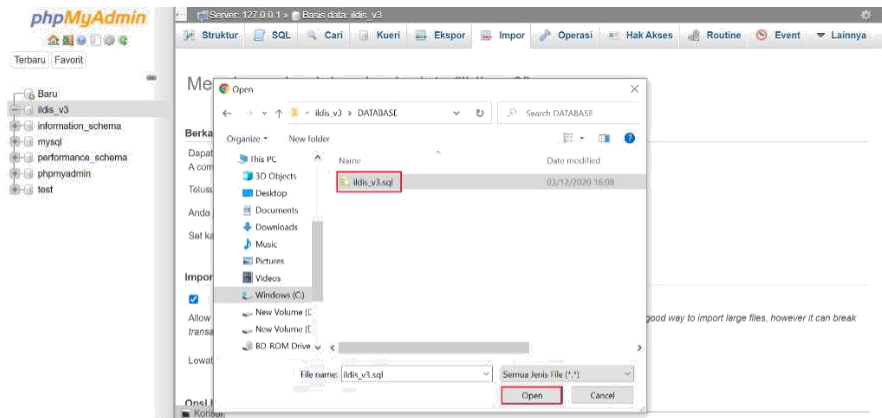 phpMyAdmin
Terbaru Favorit
Baru
ildis_v3
information_schema
mysql
performance_schema
phpmyadmin
test
Server: 127.0.0.1 » Basis data: ildis_v3
Struktur SQL Cari Kueri Ekspor Impor Operasi Hak Akses Routine Event Lainnya
Me
Berka
Dapat
A com
Telusu
Anda
Set ka
Impor
Allow
transa
good way to import large files, however it can break
Lewat
Konsol
Open
ildis_v3 > DATABASE
Search DATABASE
Organize New folder
This PC
3D Objects
Desktop
Documents
Downloads
Music
Pictures
Videos
Windows (C:)
New Volume (D
New Volume (E
BD-ROM Drive
Name Date modified
ildis_v3.sql 03/12/2020 16:08
File name: ildis_v3.sql Semua Jenis File (*.*)
Open Cancel